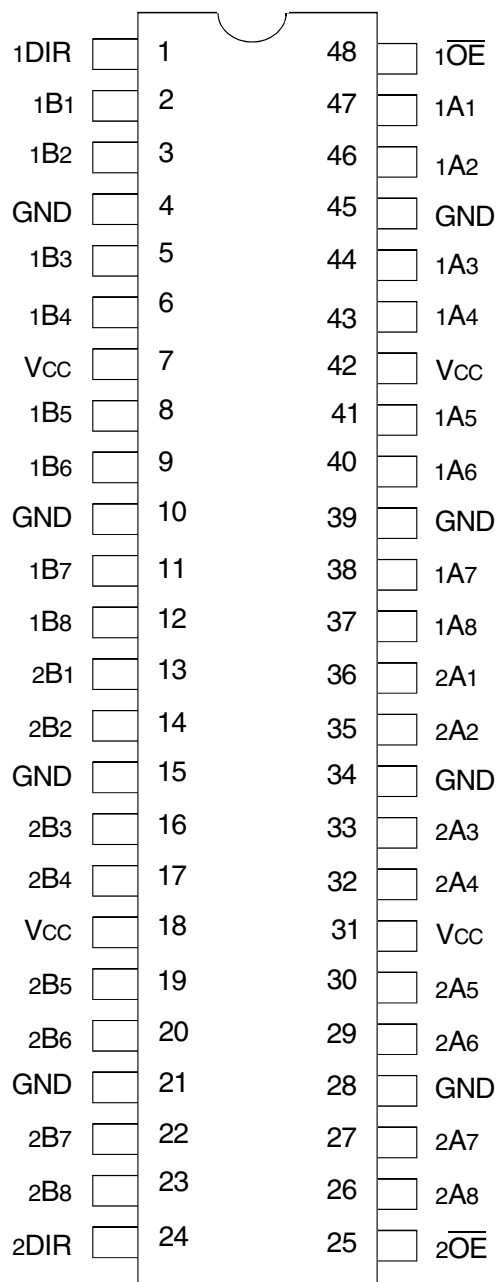 1DIR 1 48 1OE
1B1 2 47 1A1
1B2 3 46 1A2
GND 4 45 GND
1B3 5 44 1A3
1B4 6 43 1A4
VCC 7 42 VCC
1B5 8 41 1A5
1B6 9 40 1A6
GND 10 39 GND
1B7 11 38 1A7
1B8 12 37 1A8
2B1 13 36 2A1
2B2 14 35 2A2
GND 15 34 GND
2B3 16 33 2A3
2B4 17 32 2A4
VCC 18 31 VCC
2B5 19 30 2A5
2B6 20 29 2A6
GND 21 28 GND
2B7 22 27 2A7
2B8 23 26 2A8
2DIR 24 25 2OE